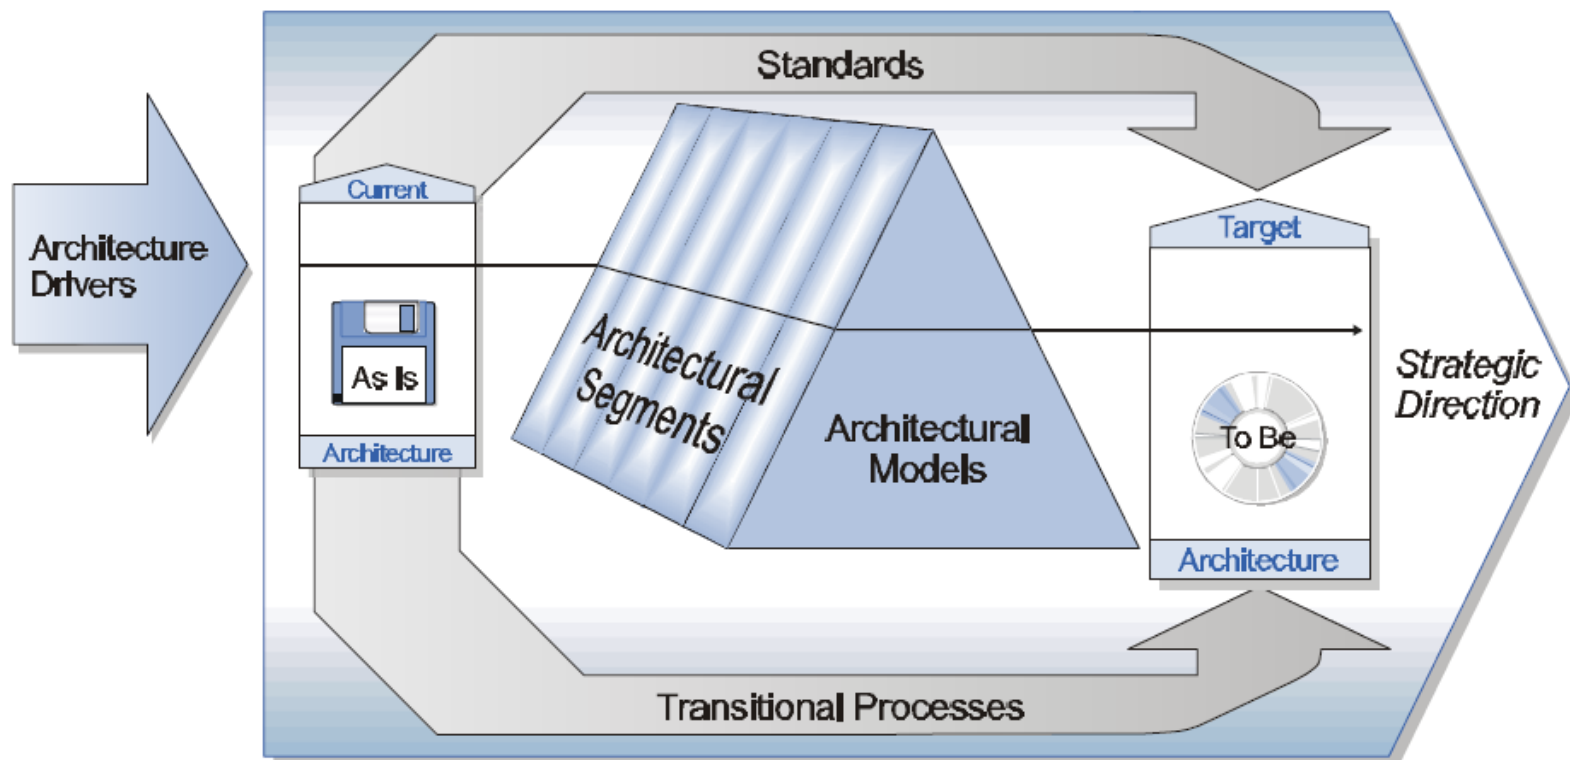 Standards
Current
Architecture
Drivers
As Is
Architecture
Architectural
Segments
Architectural
Models
Target
To Be
Architecture
Strategic
Direction
Transitional Processes